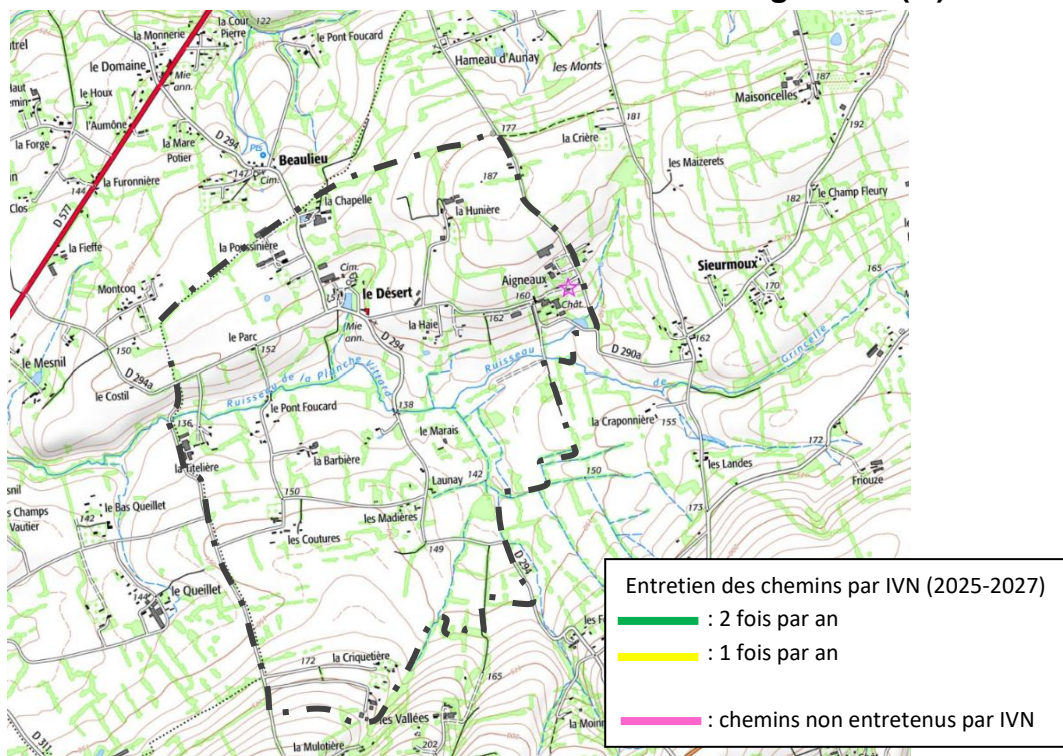 122
la Cour
Pierre
la Monnerie
le Pont Foucard
Hameau d'Aunay
les Monts
le Domaine
Mie
ann.
187
Maisoncelles
le Houx
l'Aumône
D 294
177
181
192
la Forge
la Mare
Potier
la Crière
Pts
Beaulieu
les Maizerets
147
Cim.
187
144
la Furonnière
la Chapelle
la Hunière
182
le Champ Fleury
Clos
D 577
la Fieffe
la Poussinière
Sieurmoux
165
Cim.
Aigneaux
Montcoq
le Désert
160
170
Chât.
la Haie
162
Grincelle
le Parc
Mie
ann.
D 294
D 290a
162
150
152
Ruisseau
le Mesnil
D 294a
Ruisseau de la Planche Vittard
de
le Costil
le Pont Foucard
138
la Craponnière
155
136
le Marais
172
la Barbière
la Titelière
142
150
les Landes
Launay
Friouze
150
le Bas Queillet
s Champs
Vautier
142
les Madières
173
les Coutures
149
D 294
144
le Queillet
172
la Criquetière
165
les Vallées
la Mulotière
202
D 311
Entretien des chemins par IVN (2025-2027)
: 2 fois par an
: 1 fois par an
: chemins non entretenus par IVN